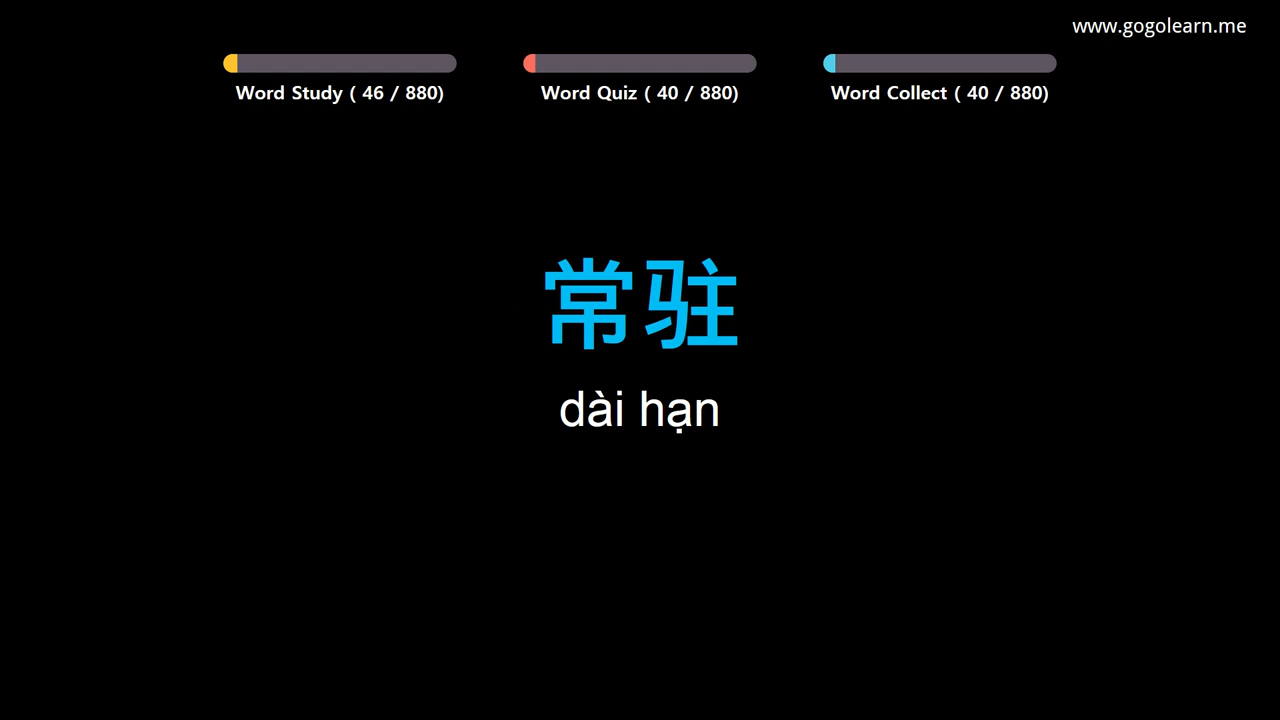 www.gogolearn.me
Word Study ( 46 / 880)
Word Quiz ( 40 / 880)
Word Collect ( 40 / 880)
常驻
dài hạn